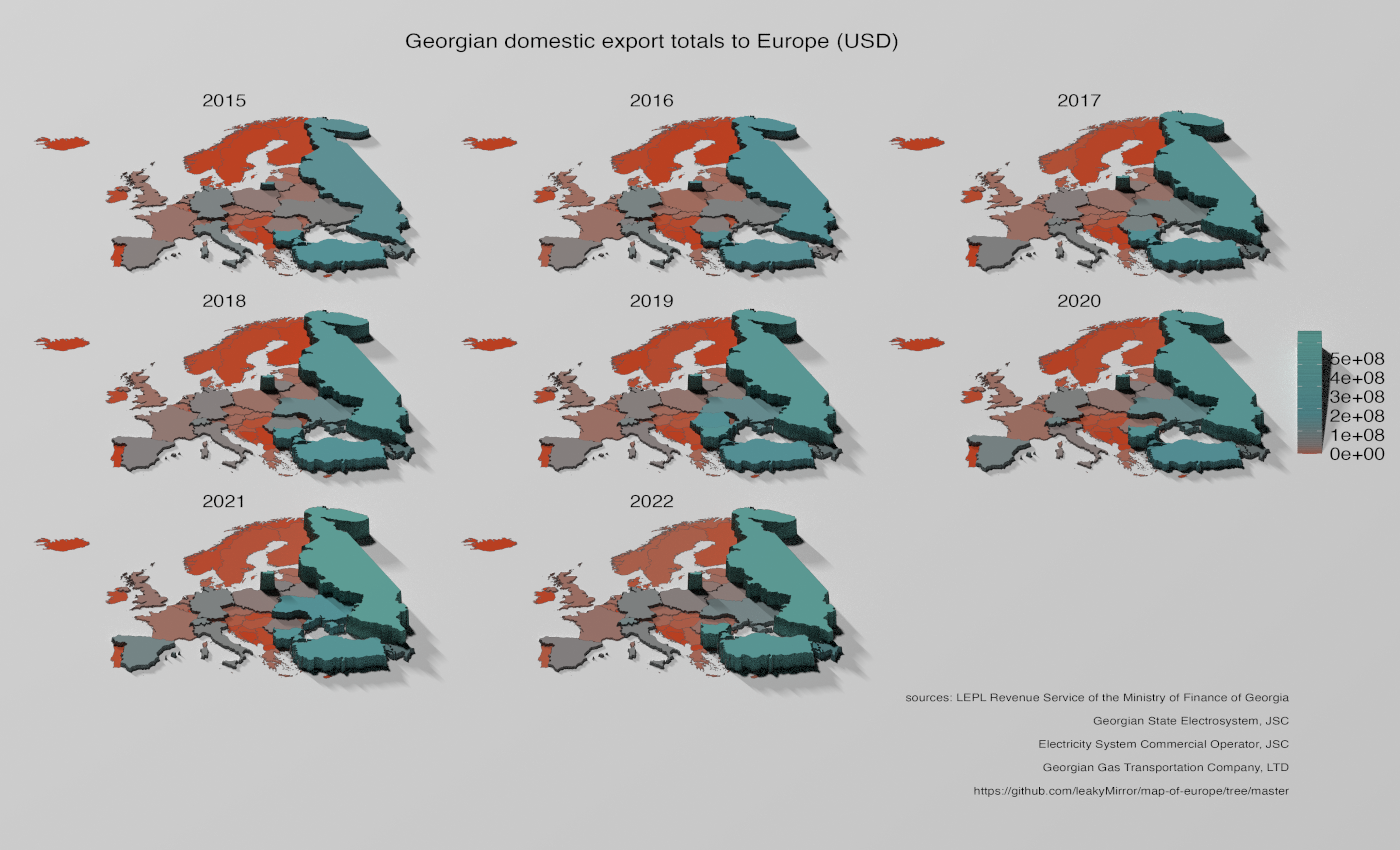 Georgian domestic export totals to Europe (USD)
2015
2016
2017
2018
2019
2020
5e+08
4e+08
3e+08
2e+08
1e+08
0e+00
2021
2022
sources: LEPL Revenue Service of the Ministry of Finance of Georgia
Georgian State Electrosystem, JSC
Electricity System Commercial Operator, JSC
Georgian Gas Transportation Company, LTD
https://github.com/leakyMirror/map-of-europe/tree/master